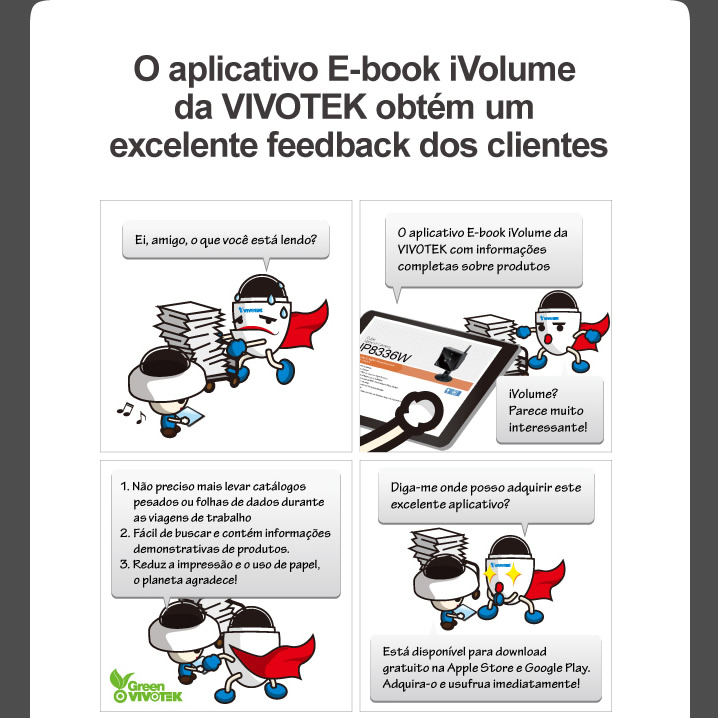 O aplicativo E-book iVolume
da VIVOTEK obtém um
excelente feedback dos clientes
Ei, amigo, o que você está lendo?
VIVOTEK
O aplicativo E-book iVolume da
VIVOTEK com informações
completas sobre produtos
IP8336W
VIVOTEK
iVolume?
Parece muito
interessante!
1. Não preciso mais levar catálogos
pesados ou folhas de dados durante
as viagens de trabalho
2. Fácil de buscar e contém informações
demonstrativas de produtos.
3. Reduz a impressão e o uso de papel,
o planeta agradece!
Green
VIVOTEK
Diga-me onde posso adquirir este
excelente aplicativo?
VIVOTEK
Está disponível para download
gratuito na Apple Store e Google Play.
Adquira-o e usufrua imediatamente!